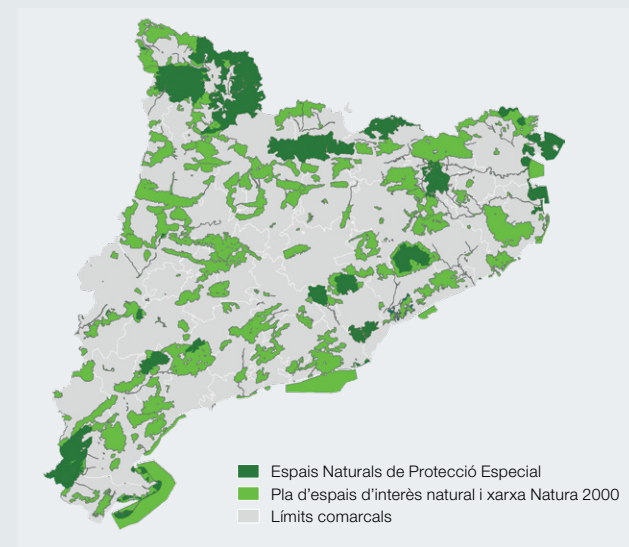 Espais Naturals de Protecció Especial
Pla d'espais d'interès natural i xarxa Natura 2000
Límits comarcals